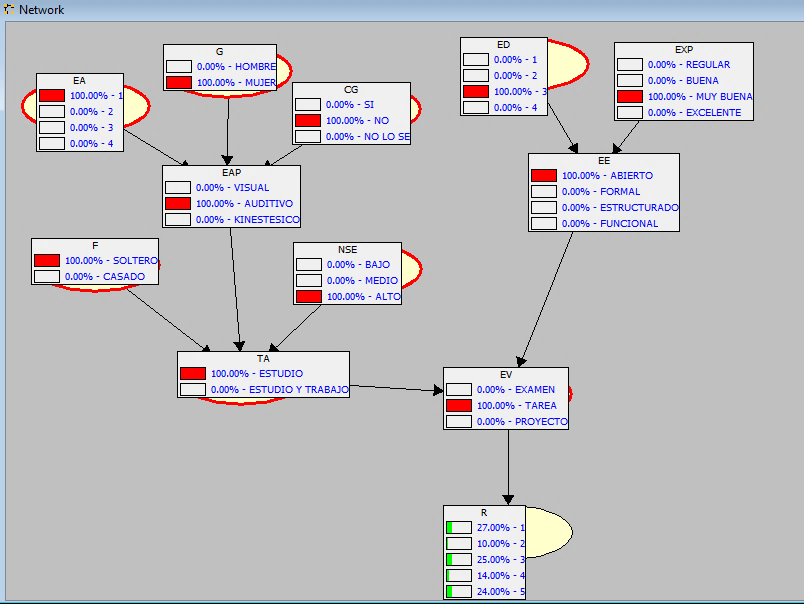 Network
EA
100.00% - 1
0.00% - 2
0.00% - 3
0.00% - 4
G
0.00% - HOMBRE
100.00% - MUJER
CG
0.00% - SI
100.00% - NO
0.00% - NO LO SE
ED
0.00% - 1
0.00% - 2
100.00% - 3
0.00% - 4
EXP
0.00% - REGULAR
0.00% - BUENA
100.00% - MUY BUENA
0.00% - EXCELENTE
EAP
0.00% - VISUAL
100.00% - AUDITIVO
0.00% - KINESTESICO
EE
100.00% - ABIERTO
0.00% - FORMAL
0.00% - ESTRUCTURADO
0.00% - FUNCIONAL
F
100.00% - SOLTERO
0.00% - CASADO
NSE
0.00% - BAJO
0.00% - MEDIO
100.00% - ALTO
TA
100.00% - ESTUDIO
0.00% - ESTUDIO Y TRABAJO
EV
0.00% - EXAMEN
100.00% - TAREA
0.00% - PROYECTO
R
27.00% - 1
10.00% - 2
25.00% - 3
14.00% - 4
24.00% - 5